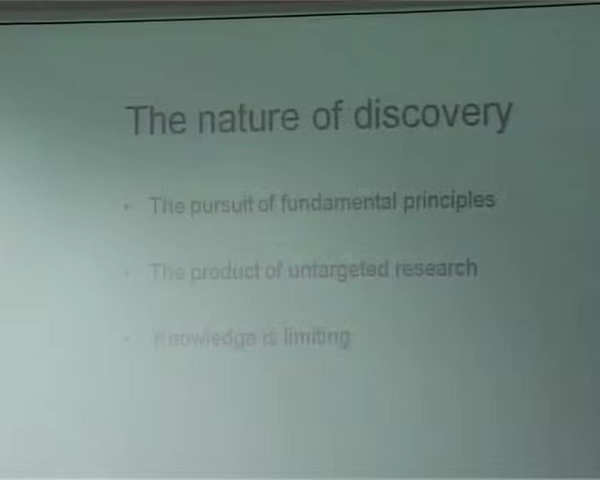 The nature of discovery
• The pursuit of fundamental principles
• The product of untargeted research
• Knowledge is limiting